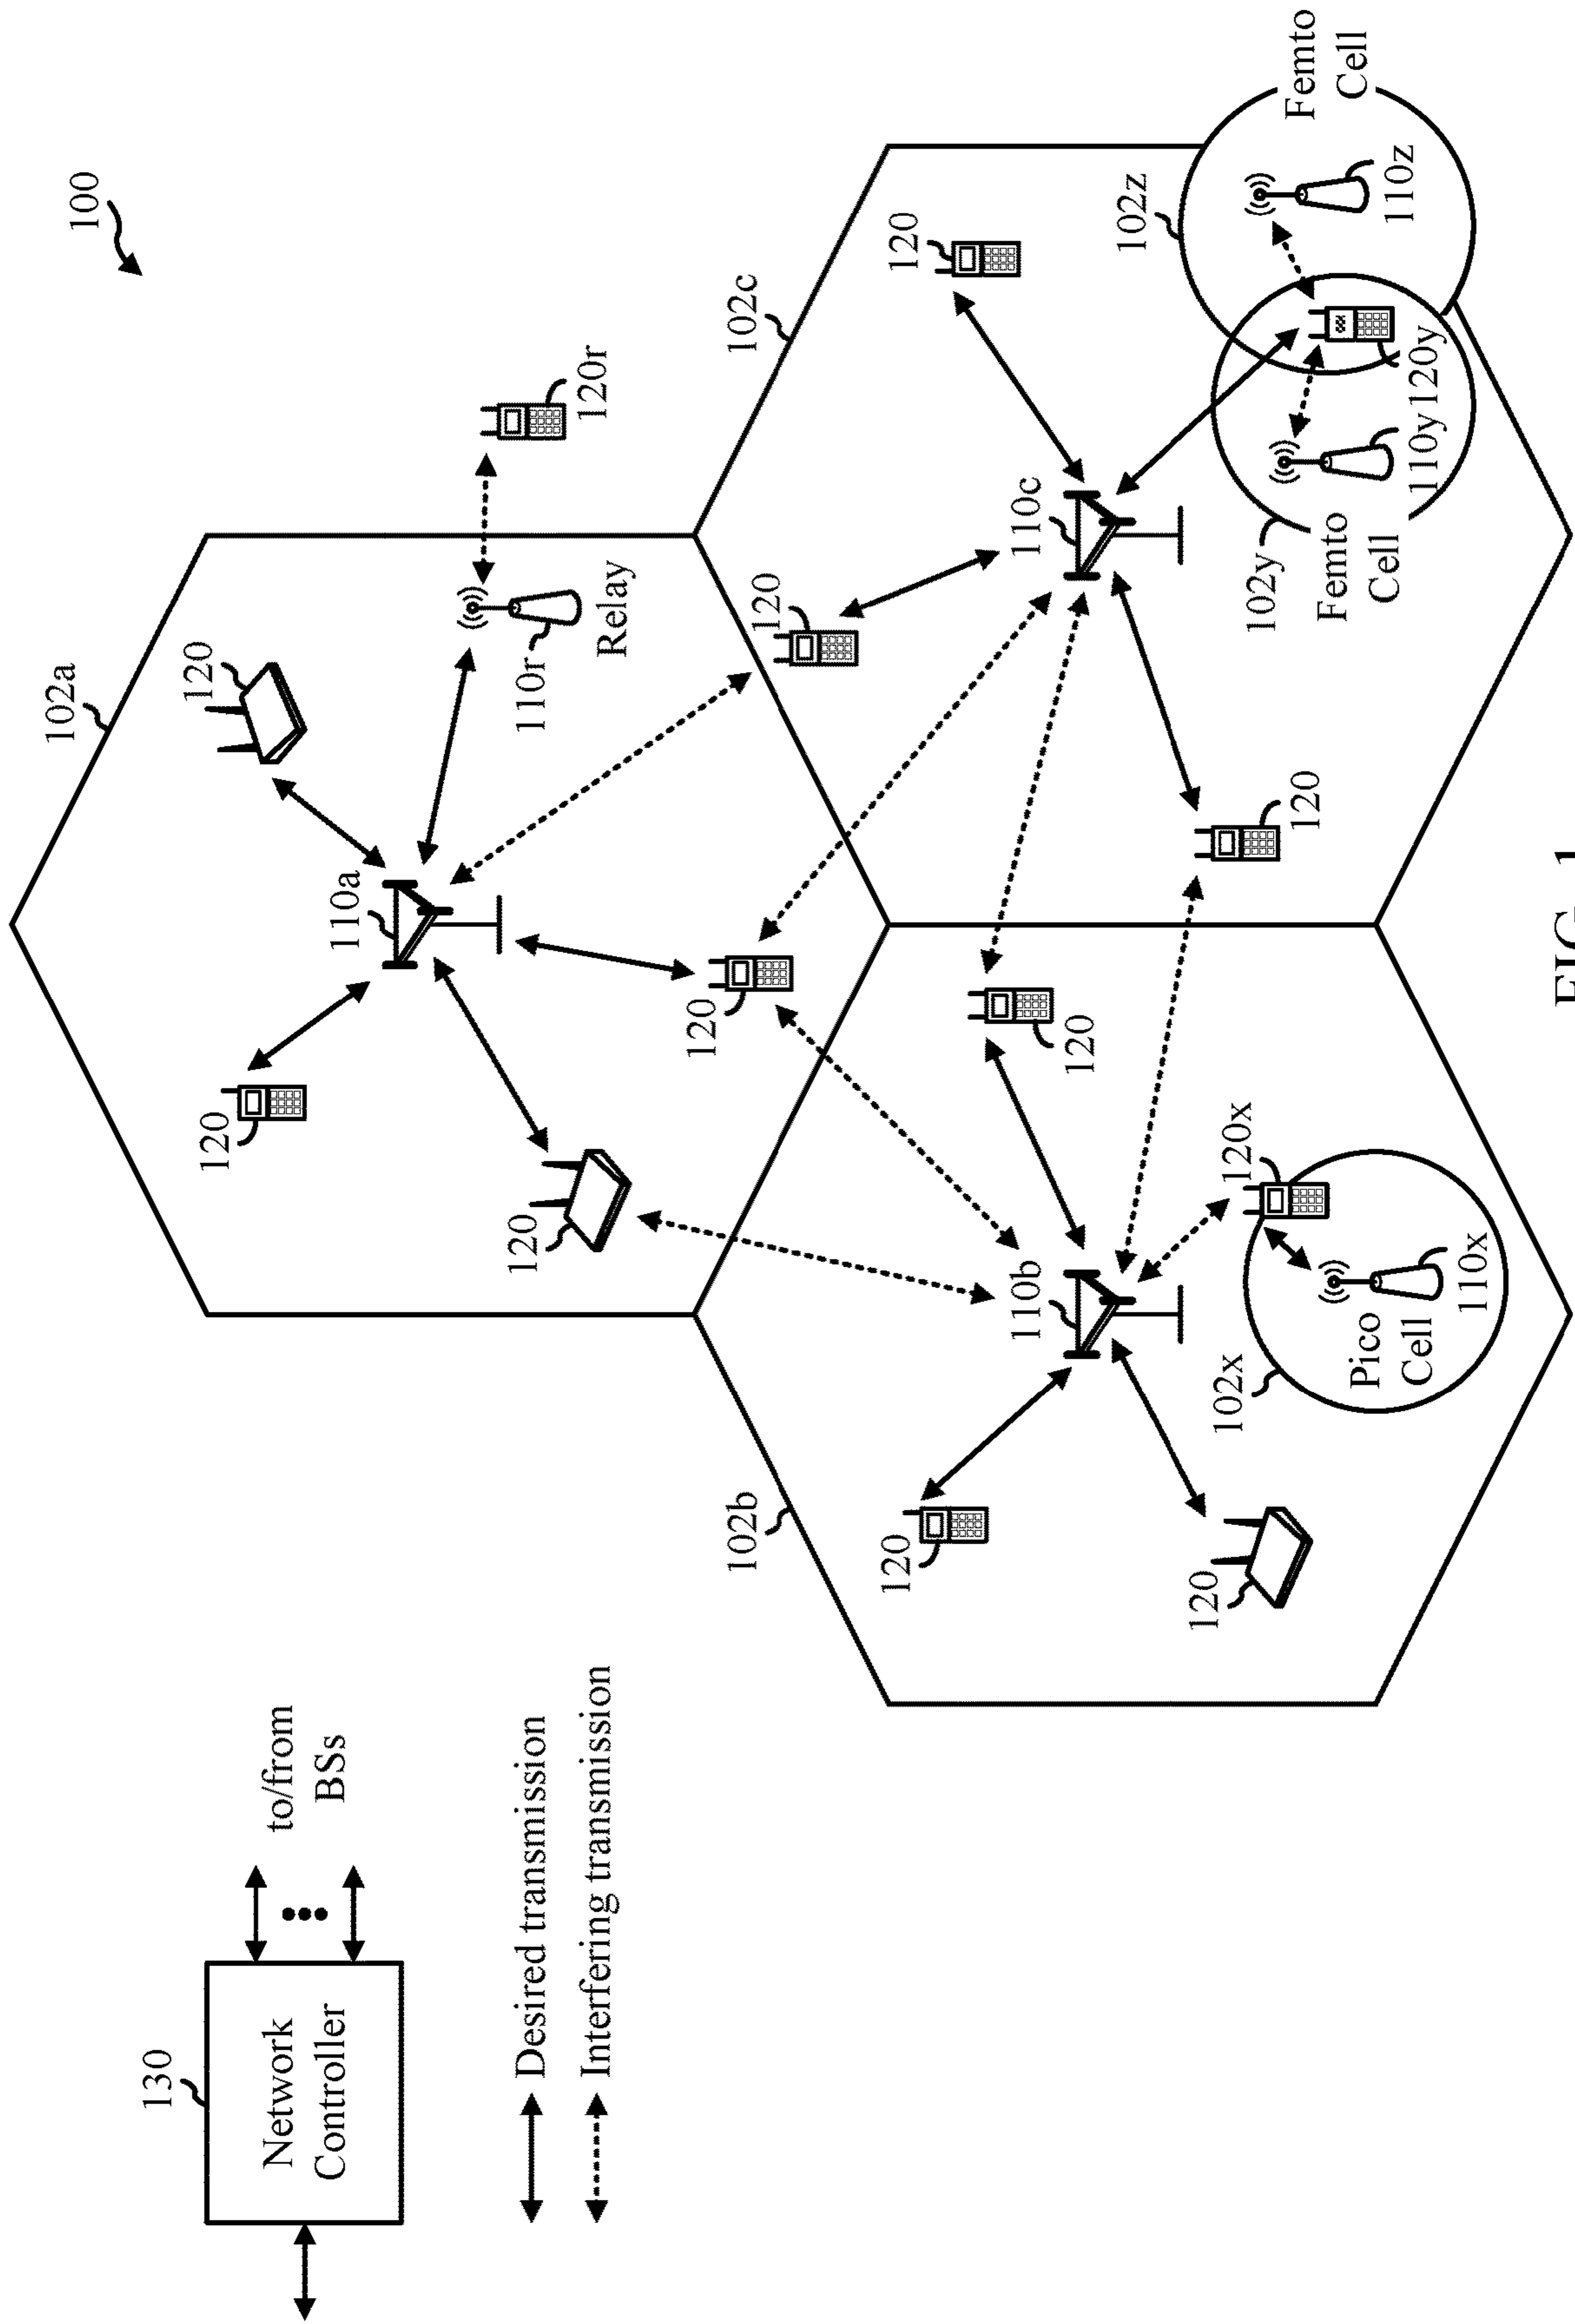 100
130
Network
Controller
to/from
BSs
Desired transmission
Interfering transmission
102a
120
120
110a
120
110r
Relay
120r
120
120
102b
102c
120
120
110b
120
110c
120
120
120x
102x
Pico
Cell
110x
102z
Femto
Cell
110z
102y
Femto
Cell
110y
120y
FIG. 1